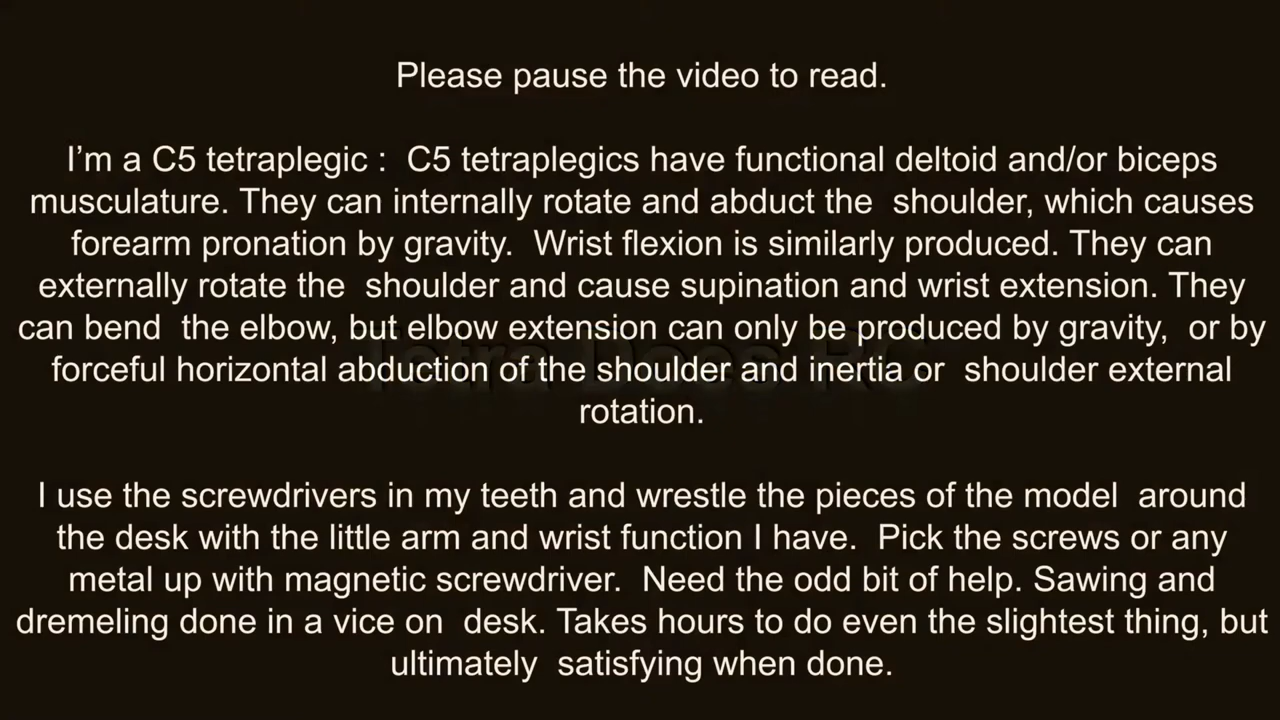 Please pause the video to read.
I'm a C5 tetraplegic :  C5 tetraplegics have functional deltoid and/or biceps
musculature. They can internally rotate and abduct the  shoulder, which causes
forearm pronation by gravity.  Wrist flexion is similarly produced. They can
externally rotate the  shoulder and cause supination and wrist extension. They
can bend  the elbow, but elbow extension can only be produced by gravity,  or by
forceful horizontal abduction of the shoulder and inertia or  shoulder external
rotation.
Tetra Does RC
I use the screwdrivers in my teeth and wrestle the pieces of the model  around
the desk with the little arm and wrist function I have.  Pick the screws or any
metal up with magnetic screwdriver.  Need the odd bit of help. Sawing and
dremeling done in a vice on  desk. Takes hours to do even the slightest thing, but
ultimately  satisfying when done.